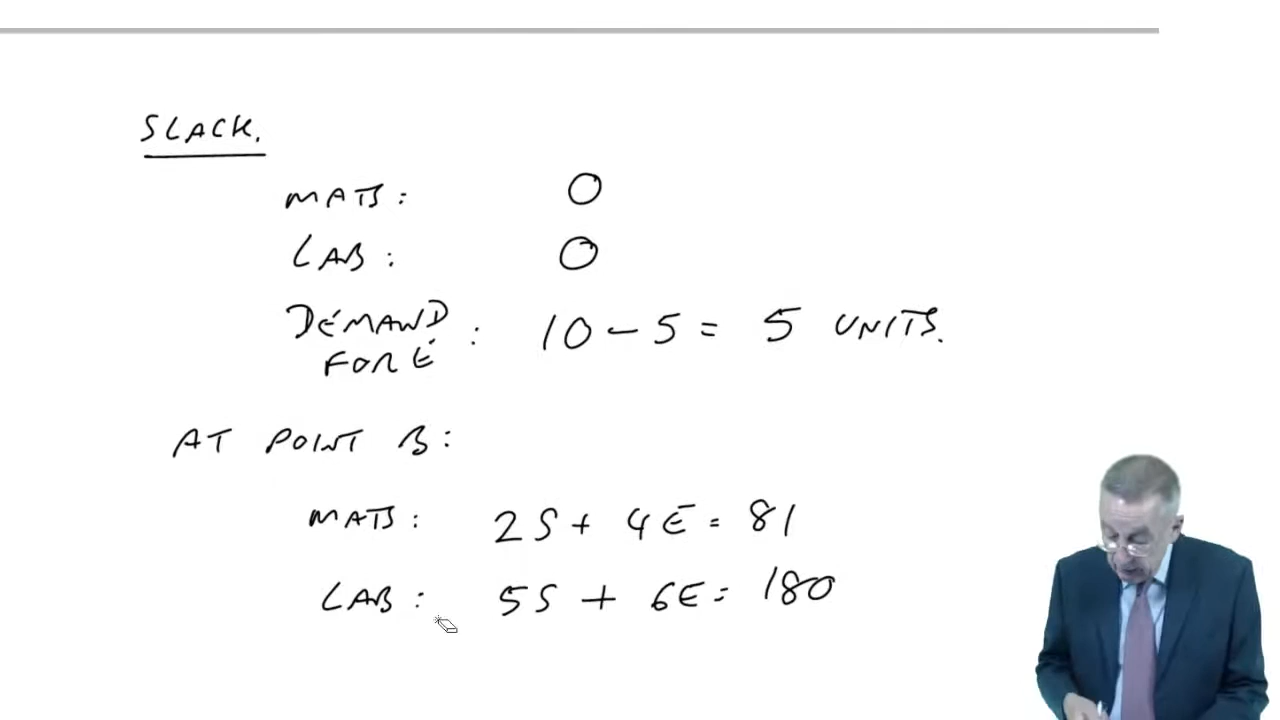 SLACK.
MATS: 0
LAB: 0
DEMAND
FOR E : 10 - 5 = 5 UNITS.
AT POINT B:
MATS: 2S + 4E = 81
LAB: 5S + 6E = 180